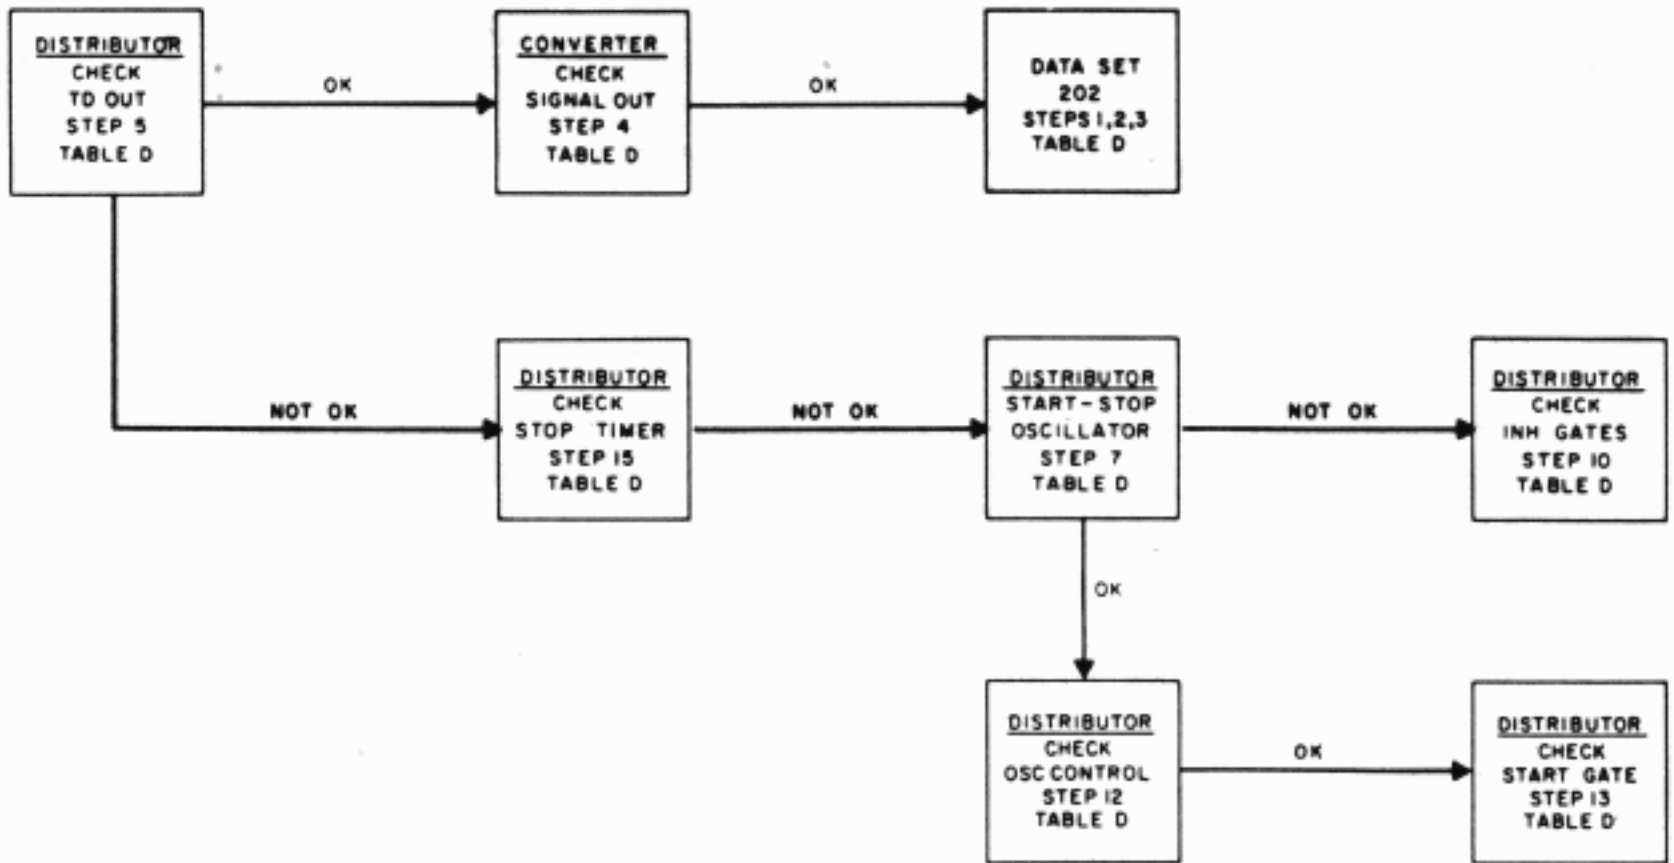 DISTRIBUTOR
CHECK
TD OUT
STEP 5
TABLE D
OK
CONVERTER
CHECK
SIGNAL OUT
STEP 4
TABLE D
OK
DATA SET
202
STEPS 1,2,3
TABLE D
NOT OK
DISTRIBUTOR
CHECK
STOP TIMER
STEP 15
TABLE D
NOT OK
DISTRIBUTOR
START-STOP
OSCILLATOR
STEP 7
TABLE D
NOT OK
DISTRIBUTOR
CHECK
INH GATES
STEP 10
TABLE D
OK
DISTRIBUTOR
CHECK
OSC CONTROL
STEP 12
TABLE D
OK
DISTRIBUTOR
CHECK
START GATE
STEP 13
TABLE D